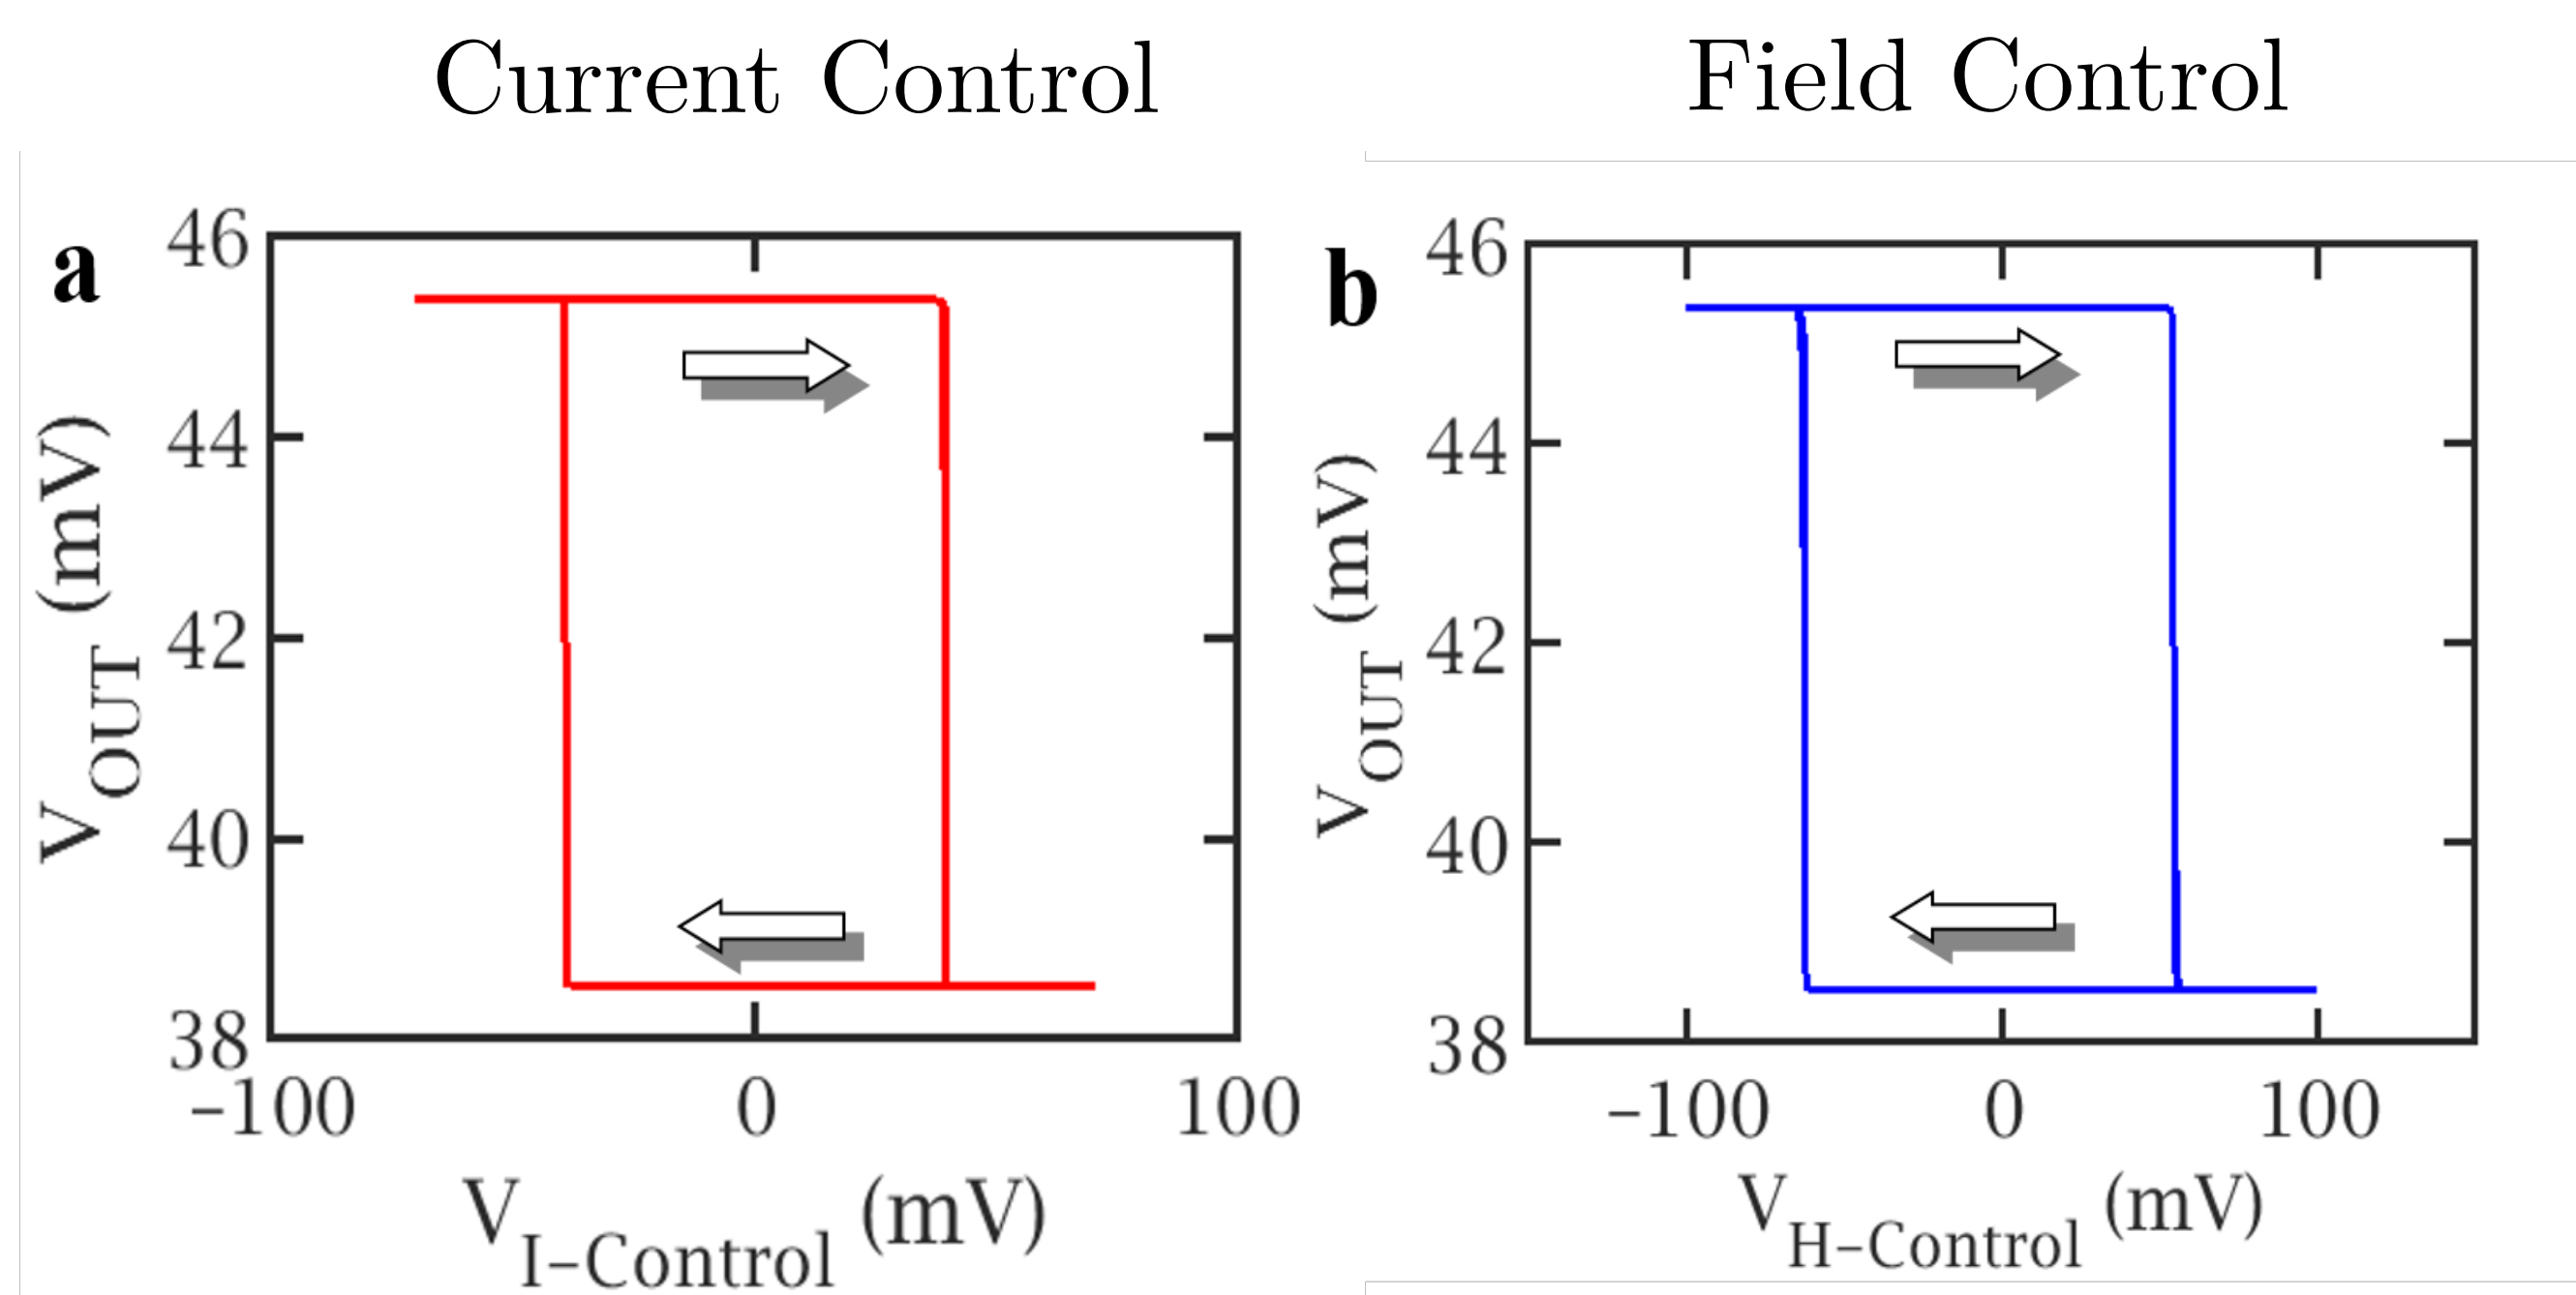 Current Control
Field Control
a
46
44
42
40
38
-100
0
100
V_OUT (mV)
V_I-Control (mV)
b
46
44
42
40
38
-100
0
100
V_OUT (mV)
V_H-Control (mV)